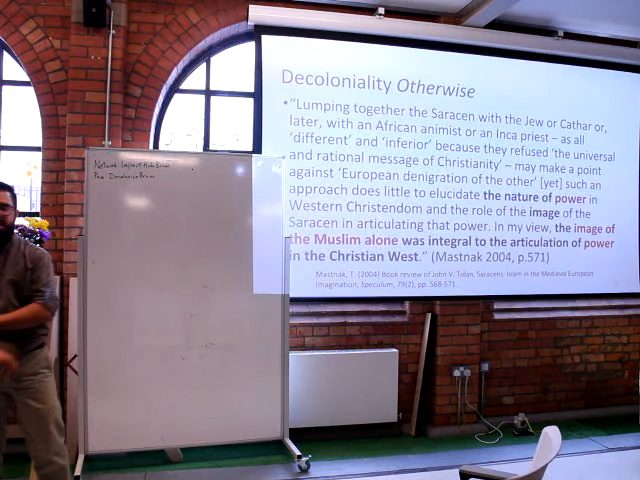 Decoloniality Otherwise
• "Lumping together the Saracen with the Jew or Cathar or,
later, with an African animist or an Inca priest – as all
'different' and 'inferior' because they refused 'the universal
and rational message of Christianity' – may make a point
against 'European denigration of the other' [yet] such an
approach does little to elucidate the nature of power in
Western Christendom and the role of the image of the
Saracen in articulating that power. In my view, the image of
the Muslim alone was integral to the articulation of power
in the Christian West." (Mastnak 2004, p.571)
Mastnak, T. (2004) Book review of John V. Tolan, Saracens: Islam in the Medieval European
Imagination, Speculum, 79(2), pp. 568-571.
Network: Impact Hub
Pass: